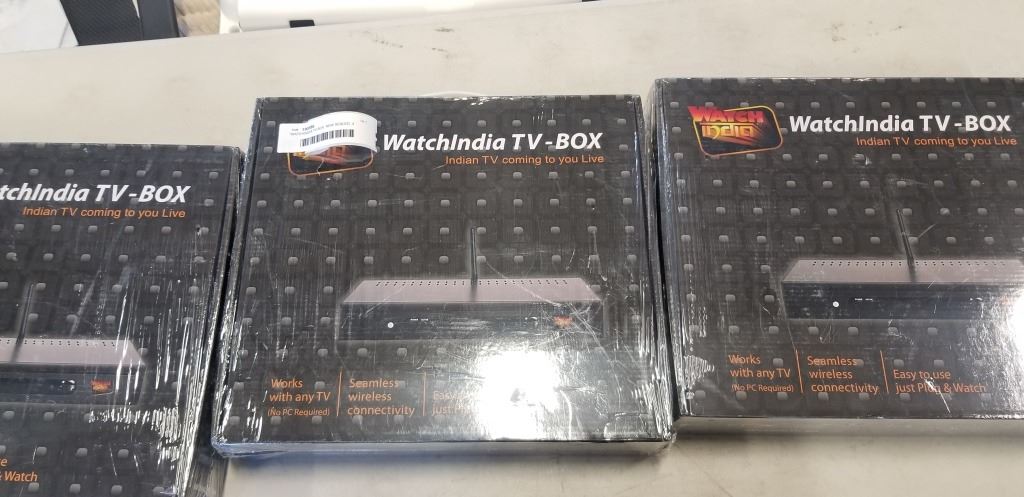 tchIndia TV-BOX
Indian TV coming to you Live
& Watch
WatchIndia TV-BOX
Indian TV coming to you Live
Works
with any TV
(No PC Required)
Seamless
wireless
connectivity
WATCH
INDIA
WatchIndia TV-BOX
Indian TV coming to you Live
Works
with any TV
(No PC Required)
Seamless
wireless
connectivity
Easy to use
just Plug & Watch